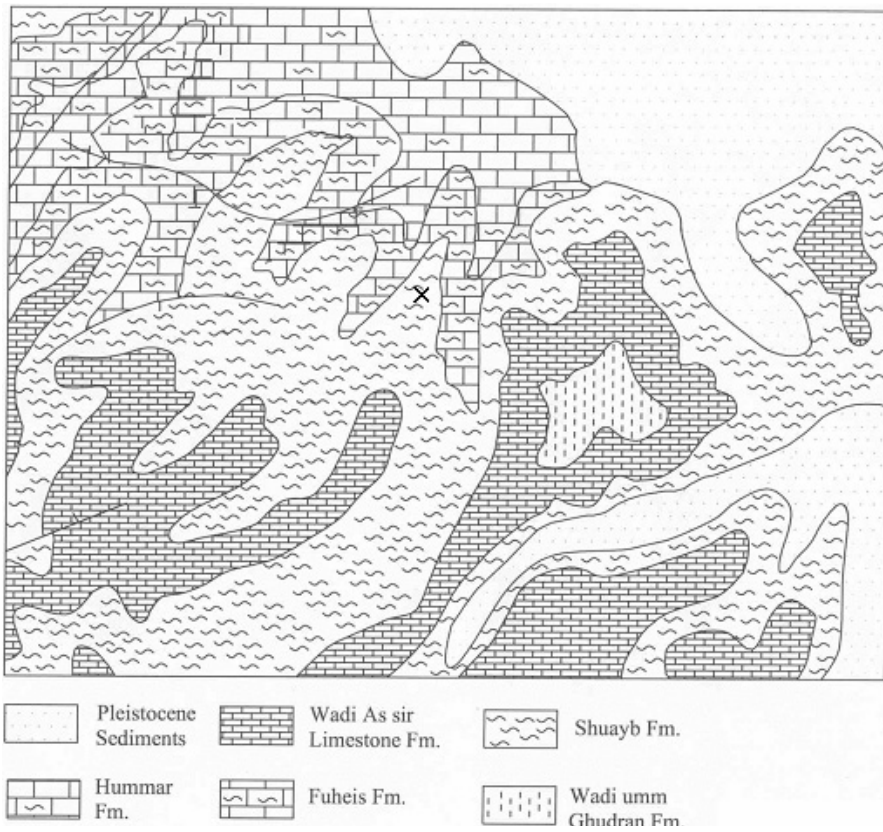 Pleistocene
Sediments
Wadi As sir
Limestone Fm.
Shuayb Fm.
Hummar
Fm.
Fuheis Fm.
Wadi umm
Ghudran Fm.